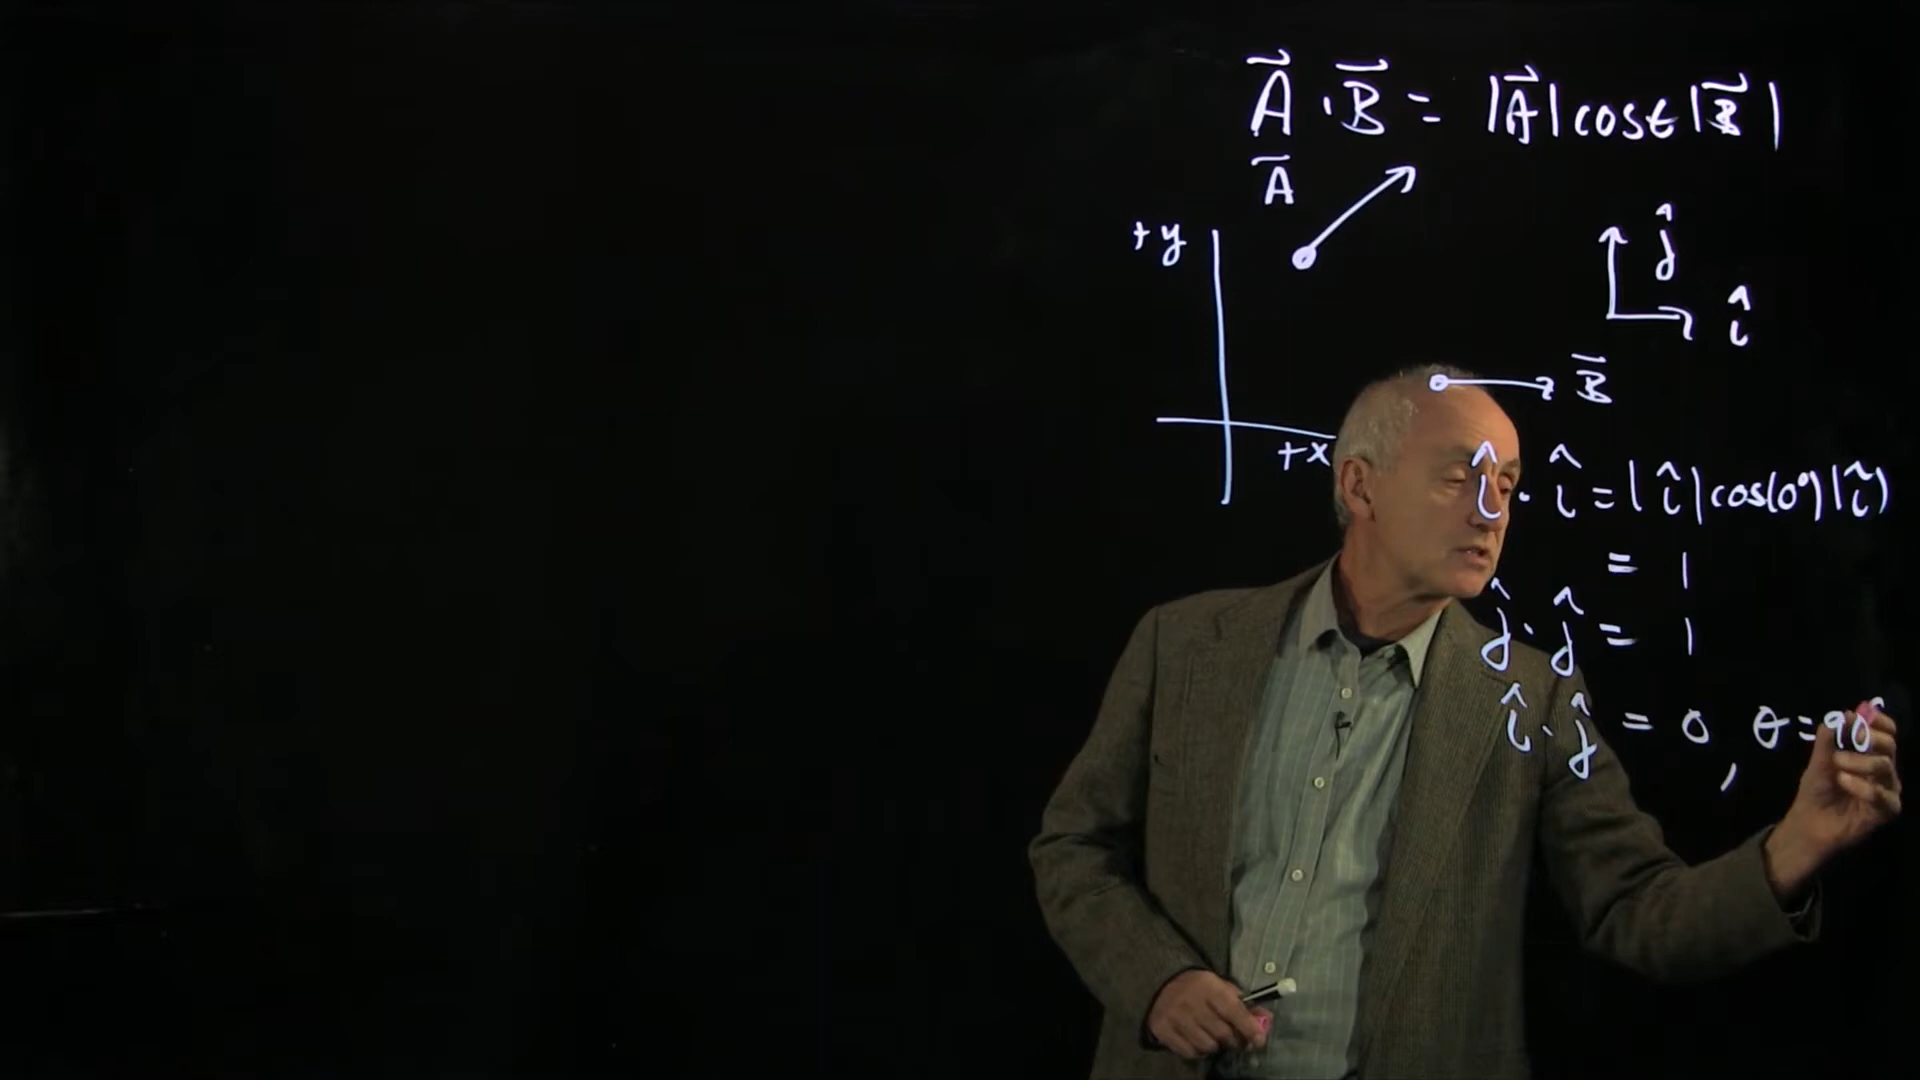 A⃗ · B⃗ = |A⃗| cosθ |B⃗|
A⃗
+y
ĵ
î
B⃗
+x
î · î = |î| cos(0°) |î|
= 1
ĵ · ĵ = 1
î · ĵ = 0, θ = 90°